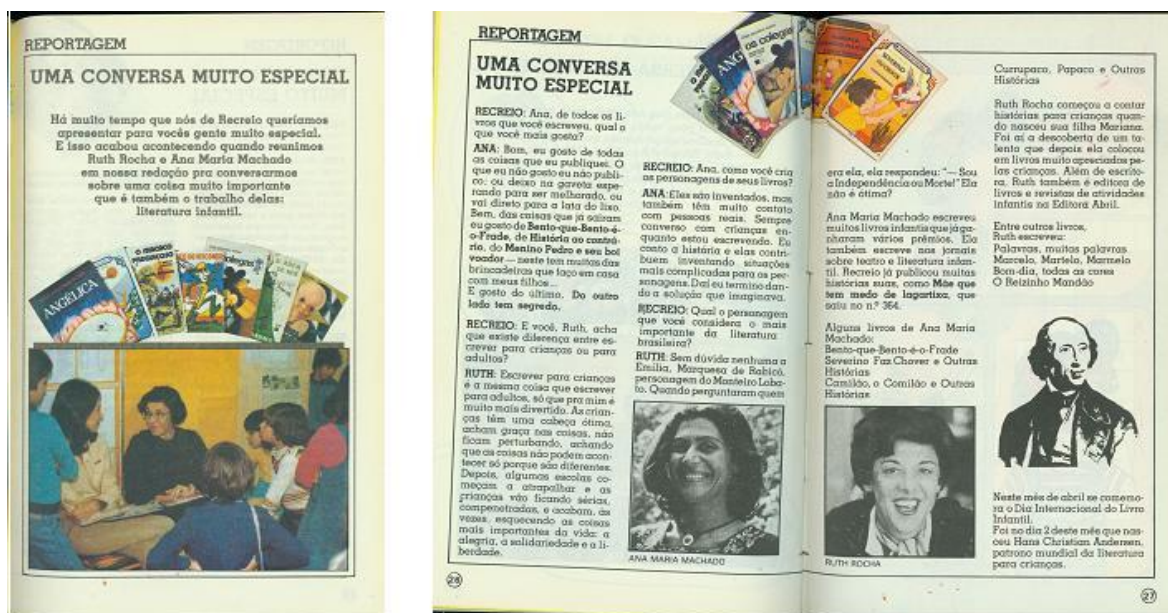 REPORTAGEM
UMA CONVERSA MUITO ESPECIAL
Há muito tempo que nós de Recreio queríamos
apresentar para vocês gente muito especial.
E isso acabou acontecendo quando reunimos
Ruth Rocha e Ana Maria Machado
em nossa redação pra conversarmos
sobre uma coisa muito importante
que é também o trabalho delas:
literatura infantil.
ANGÉLICA
REPORTAGEM
UMA CONVERSA
MUITO ESPECIAL
RECREIO: Ana, de todos os li-
vros que você escreveu, qual o
que você mais gosta?
ANA: Bom, eu gosto de todas
as coisas que eu publiquei. O
que eu não gosto eu não publi-
co: ou deixo na gaveta espe-
rando para ser melhorado, ou
vai direto para a lata do lixo.
Bem, das coisas que já saíram
eu gosto de Bento-que-Bento-é-
o-Frade, de História ao contrá-
rio, do Menino Pedro e seu boi
voador — neste tem muitas das
brincadeiras que faço em casa
com meus filhos...
E gosto do último, Do outro
lado tem segredo.
RECREIO: E você, Ruth, acha
que existe diferença entre es-
crever para crianças ou para
adultos?
RUTH: Escrever para crianças
é a mesma coisa que escrever
para adultos, só que pra mim é
muito mais divertido. As crian-
ças têm uma cabeça ótima,
acham graça nas coisas, não
ficam perturbando, achando
que as coisas não podem acon-
tecer só porque são diferentes.
Depois, algumas escolas co-
meçam a atrapalhar e as
crianças vão ficando sérias,
compenetradas, e acabam, às
vezes, esquecendo as coisas
mais importantes da vida: a
alegria, a solidariedade e a li-
berdade.
26
RECREIO: Ana, como você cria
os personagens de seus livros?
ANA: Eles são inventados, mas
também têm muito contato
com pessoas reais. Sempre
converso com crianças en-
quanto estou escrevendo. Eu
conto a história e elas contri-
buem inventando situações
mais complicadas para os per-
sonagens. Daí eu termino dan-
do a solução que imaginava.
RECREIO: Qual o personagem
que você considera o mais
importante da literatura
brasileira?
RUTH: Sem dúvida nenhuma a
Emília, Marquesa de Rabicó,
personagem do Monteiro Loba-
to. Quando perguntaram quem
ANA MARIA MACHADO
era ela, ela respondeu: "— Sou
a Independência ou Morte!" Ela
não é ótima?
Ana Maria Machado escreveu
muitos livros infantis que já ga-
nharam vários prêmios. Ela
também escreve nos jornais
sobre teatro e literatura infan-
til. Recreio já publicou muitas
histórias suas, como Mãe que
tem medo de lagartixa, que
saiu no n.º 364.
Alguns livros de Ana Maria
Machado:
Bento-que-Bento-é-o-Frade
Severino Faz Chover e Outras
Histórias
Camilão, o Comilão e Outras
Histórias
RUTH ROCHA
Currupaco, Papaco e Outras
Histórias
Ruth Rocha começou a contar
histórias para crianças quan-
do nasceu sua filha Mariana.
Foi aí a descoberta de um ta-
lento que depois ela colocou
em livros muito apreciados pe-
las crianças. Além de escrito-
ra, Ruth também é editora de
livros e revistas de atividades
infantis na Editora Abril.
Entre outros livros,
Ruth escreveu:
Palavras, muitas palavras
Marcelo, Martelo, Marmelo
Bom-dia, todas as cores
O Reizinho Mandão
Neste mês de abril se comemo-
ra o Dia Internacional do Livro
Infantil.
Foi no dia 2 deste mês que nas-
ceu Hans Christian Andersen,
patrono mundial da literatura
para crianças.
27